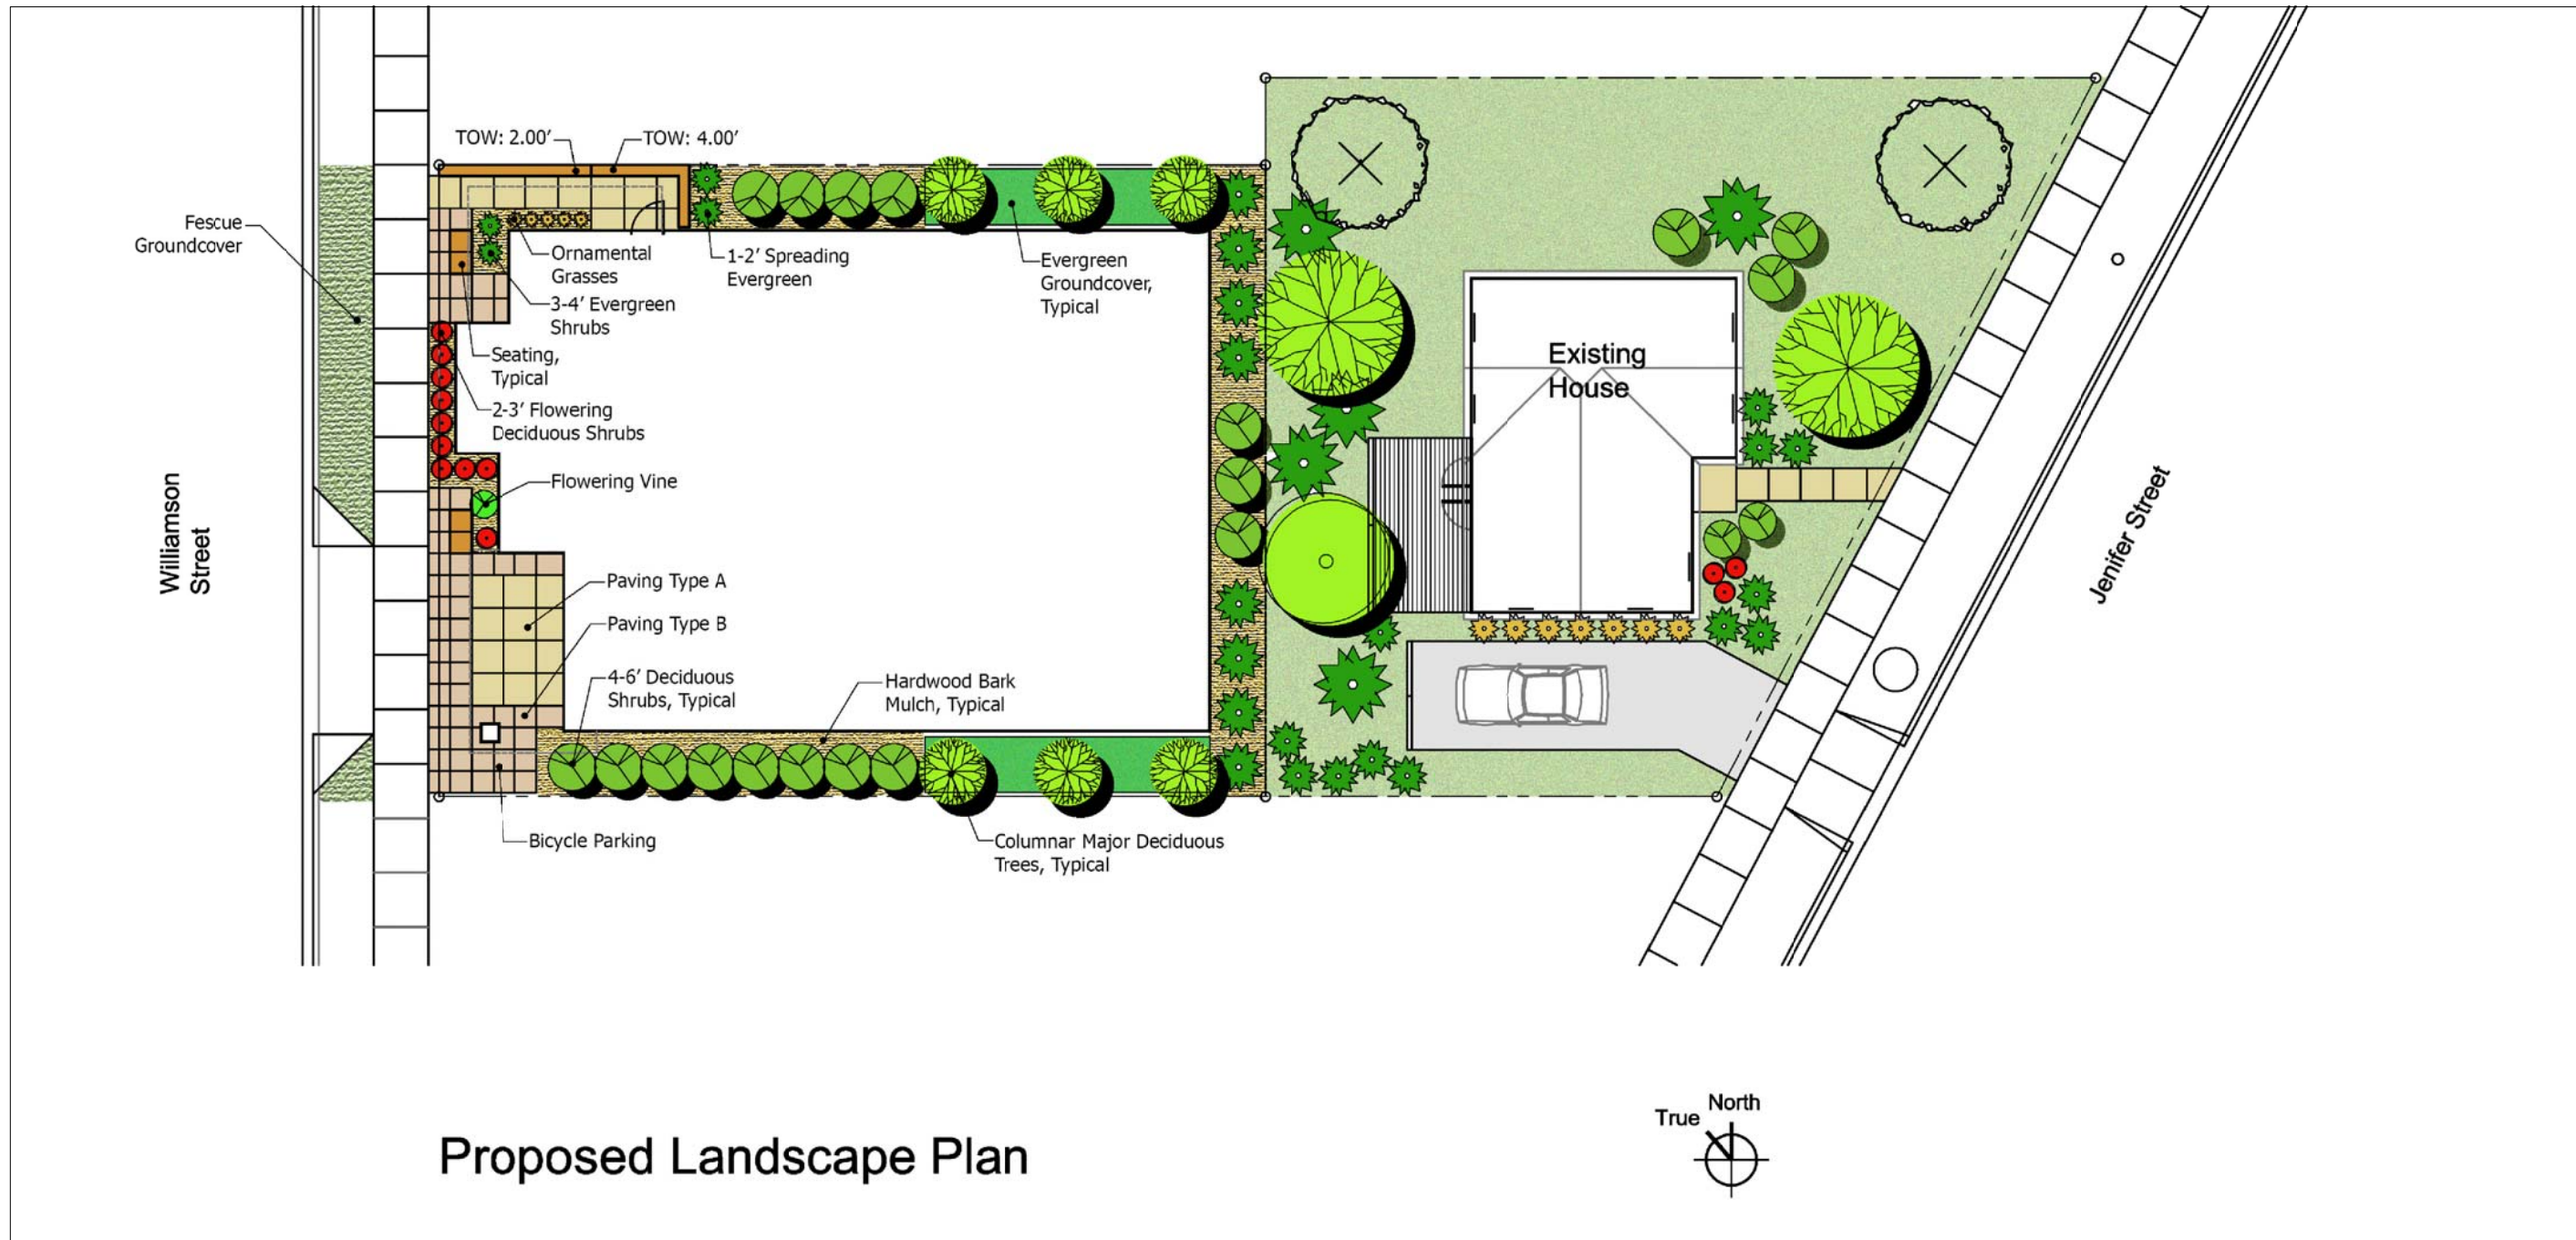 TOW: 2.00'
TOW: 4.00'
Fescue
Groundcover
Ornamental
Grasses
1-2' Spreading
Evergreen
Evergreen
Groundcover,
Typical
3-4' Evergreen
Shrubs
Seating,
Typical
2-3' Flowering
Deciduous Shrubs
Flowering Vine
Existing
House
Williamson
Street
Jenifer Street
Paving Type A
Paving Type B
4-6' Deciduous
Shrubs, Typical
Hardwood Bark
Mulch, Typical
Bicycle Parking
Columnar Major Deciduous
Trees, Typical
Proposed Landscape Plan
North
True